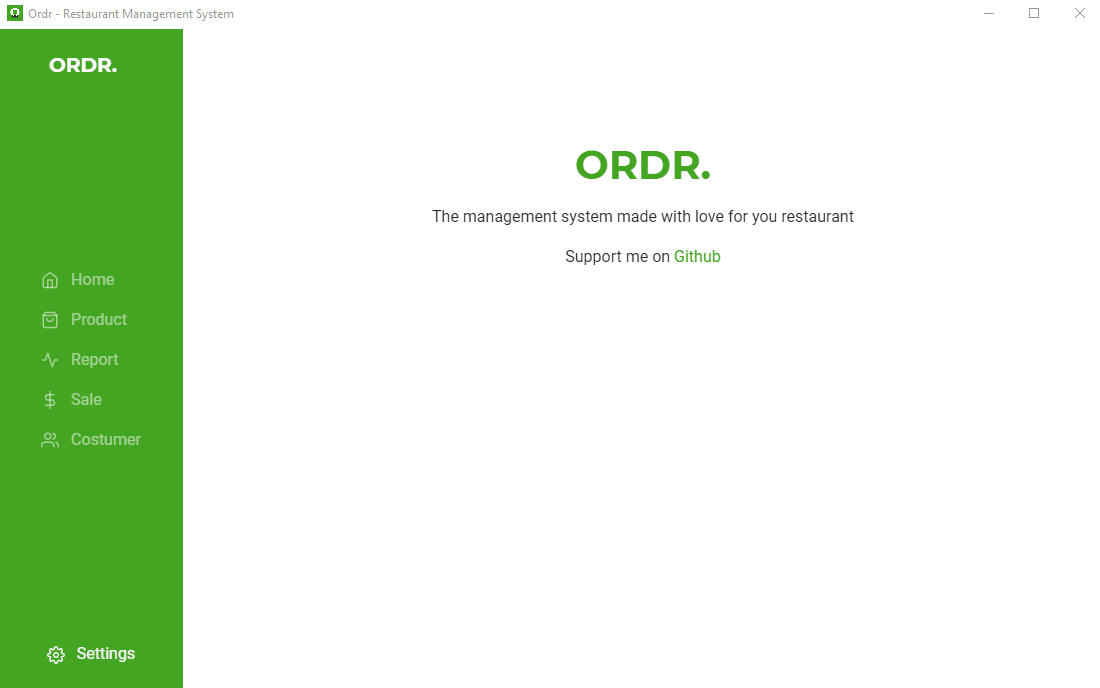 Ordr - Restaurant Management System
ORDR.
Home
Product
Report
Sale
Costumer
Settings
ORDR.
The management system made with love for you restaurant
Support me on Github